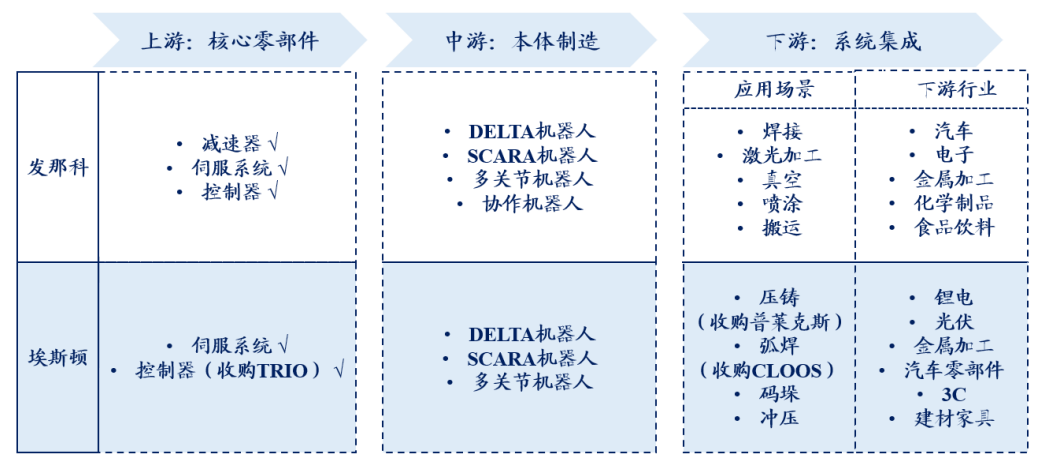 上游：核心零部件
中游：本体制造
下游：系统集成
应用场景
下游行业
发那科
• 减速器 √
• 伺服系统 √
• 控制器 √
• DELTA机器人
• SCARA机器人
• 多关节机器人
• 协作机器人
• 焊接
• 激光加工
• 真空
• 喷涂
• 搬运
• 汽车
• 电子
• 金属加工
• 化学制品
• 食品饮料
埃斯顿
• 伺服系统 √
• 控制器（收购TRIO） √
• DELTA机器人
• SCARA机器人
• 多关节机器人
• 压铸
（收购普莱克斯）
• 弧焊
（收购CLOOS）
• 码垛
• 冲压
• 锂电
• 光伏
• 金属加工
• 汽车零部件
• 3C
• 建材家具